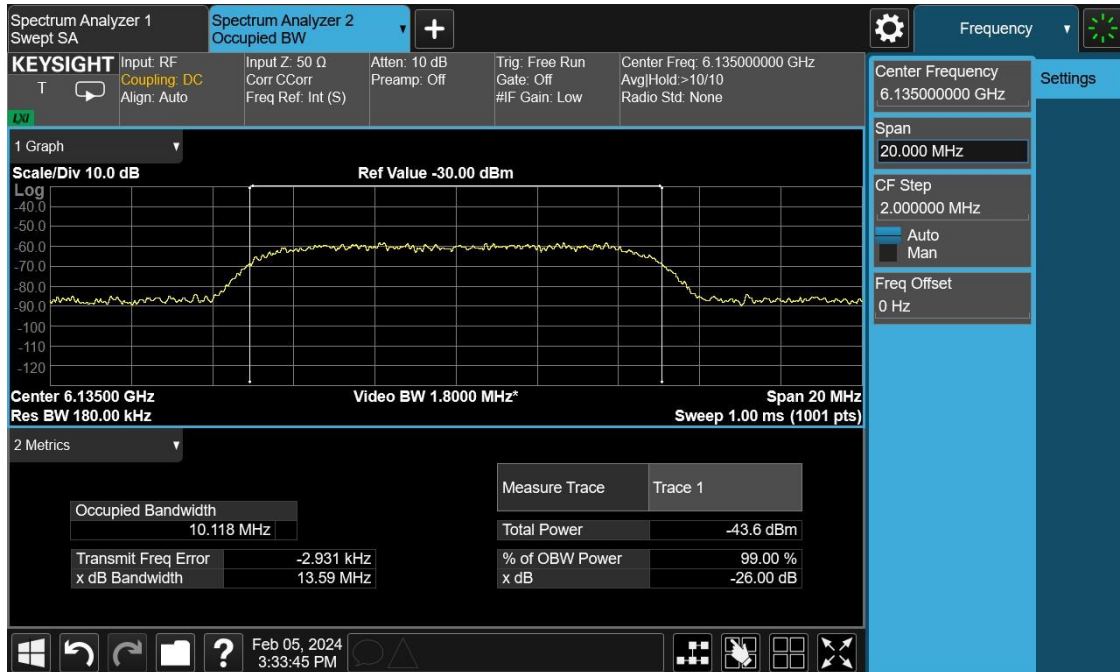 Spectrum Analyzer 1
Swept SA
Spectrum Analyzer 2
Occupied BW
Frequency
KEYSIGHT
T
LXI
Input: RF
Coupling: DC
Align: Auto
Input Z: 50 Ω
Corr CCorr
Freq Ref: Int (S)
Atten: 10 dB
Preamp: Off
Trig: Free Run
Gate: Off
#IF Gain: Low
Center Freq: 6.135000000 GHz
Avg|Hold:>10/10
Radio Std: None
Center Frequency
6.135000000 GHz
Settings
Span
20.000 MHz
CF Step
2.000000 MHz
Auto
Man
Freq Offset
0 Hz
1 Graph
Scale/Div 10.0 dB
Ref Value -30.00 dBm
Log
-40.0
-50.0
-60.0
-70.0
-80.0
-90.0
-100
-110
-120
Center 6.13500 GHz
Video BW 1.8000 MHz*
Span 20 MHz
Res BW 180.00 kHz
Sweep 1.00 ms (1001 pts)
2 Metrics
Measure Trace Trace 1
Occupied Bandwidth
10.118 MHz
Total Power -43.6 dBm
Transmit Freq Error -2.931 kHz
% of OBW Power 99.00 %
x dB Bandwidth 13.59 MHz
x dB -26.00 dB
?
Feb 05, 2024
3:33:45 PM